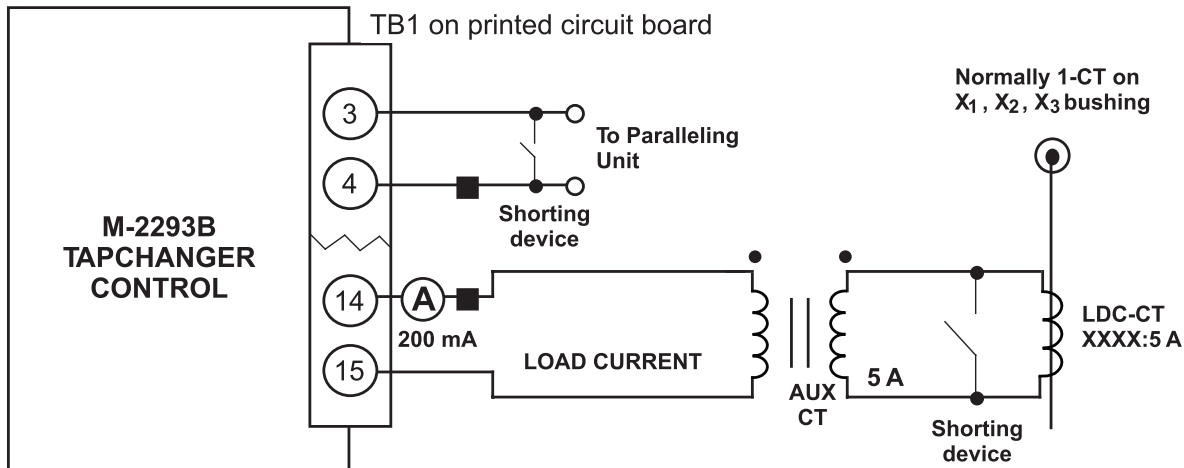 TB1 on printed circuit board
Normally 1-CT on
X1 , X2 , X3 bushing
3
To Paralleling
Unit
4
Shorting
device
M-2293B
TAPCHANGER
CONTROL
14
A
200 mA
15
LOAD CURRENT
AUX
CT
5 A
LDC-CT
XXXX:5 A
Shorting
device